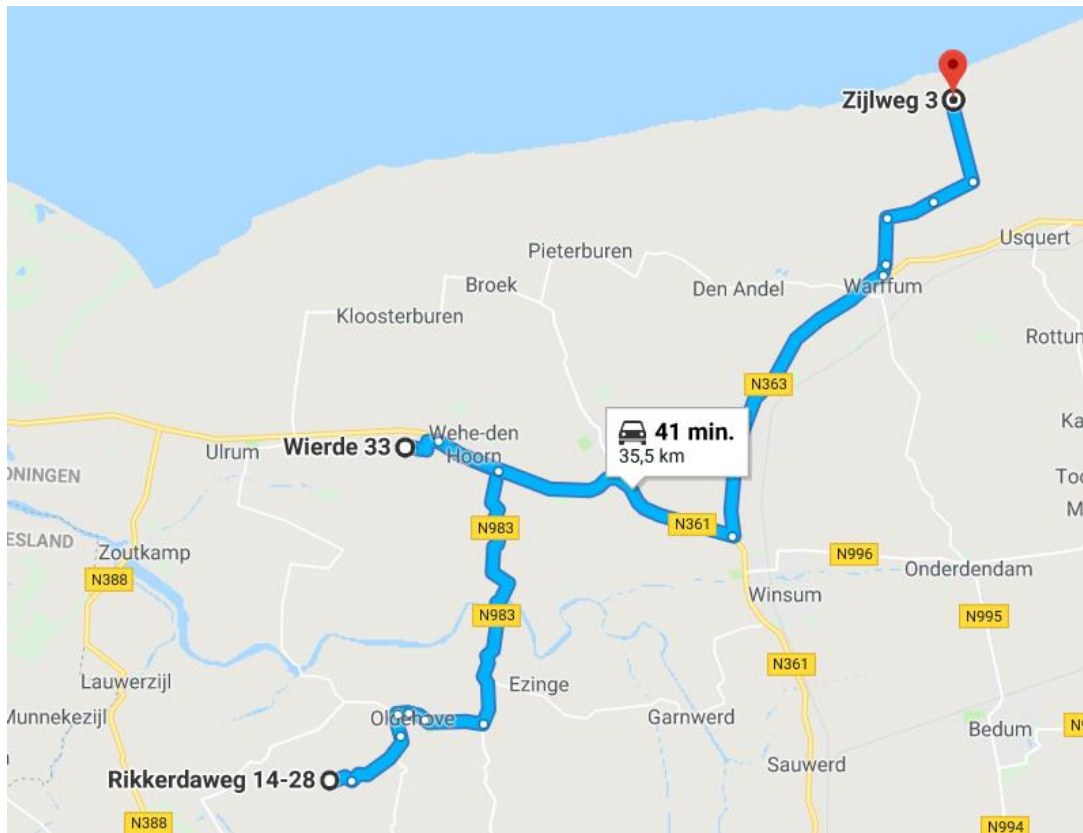 Zijlweg 3
Usquert
Pieterburen
Warffum
Broek
Den Andel
Kloosterburen
Rottum
N363
41 min.
35,5 km
Wehe-den
Hoorn
Wierde 33
Ulrum
ONINGEN
N983
N361
ESLAND
Zoutkamp
N996
N388
Onderdendam
Winsum
N983
N995
N361
Lauwerzijl
Ezinge
Munnekezijl
Oldehove
Garnwerd
Bedum
Sauwerd
Rikkerdaweg 14-28
N388
N994